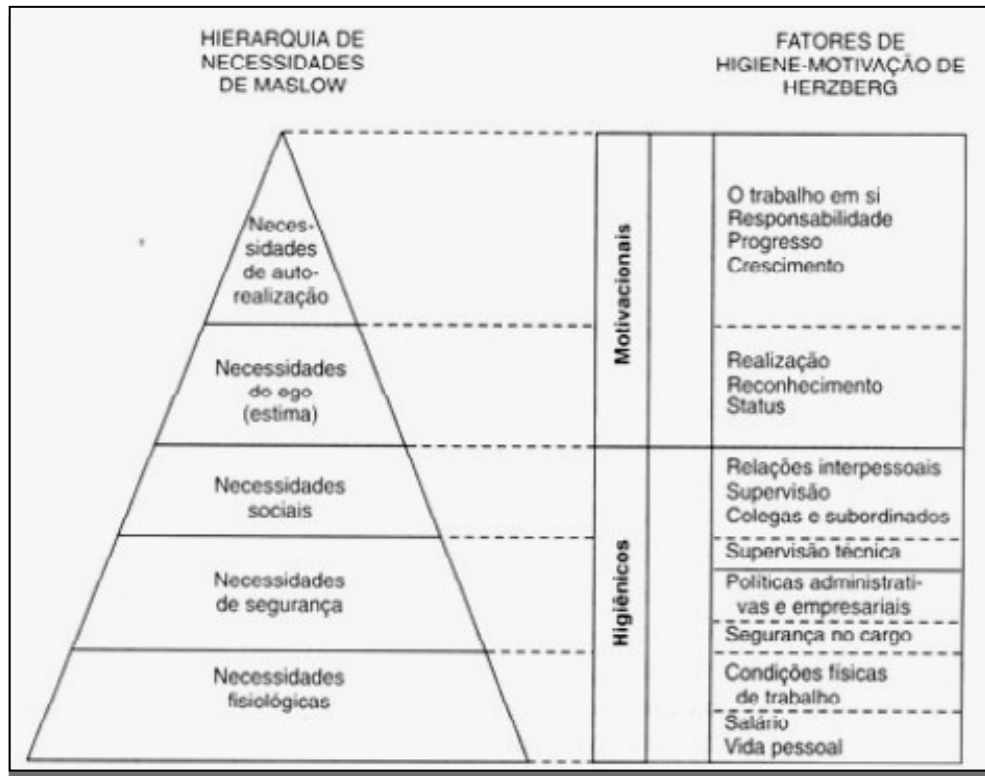 HIERARQUIA DE
NECESSIDADES
DE MASLOW
FATORES DE
HIGIENE-MOTIVAÇÃO DE
HERZBERG
Neces-
sidades
de auto-
realização
Necessidades
do ego
(estima)
Necessidades
sociais
Necessidades
de segurança
Necessidades
fisiológicas
Motivacionais
Higiênicos
O trabalho em si
Responsabilidade
Progresso
Crescimento
Realização
Reconhecimento
Status
Relações interpessoais
Supervisão
Colegas e subordinados
Supervisão técnica
Políticas administrati-
vas e empresariais
Segurança no cargo
Condições físicas
de trabalho
Salário
Vida pessoal